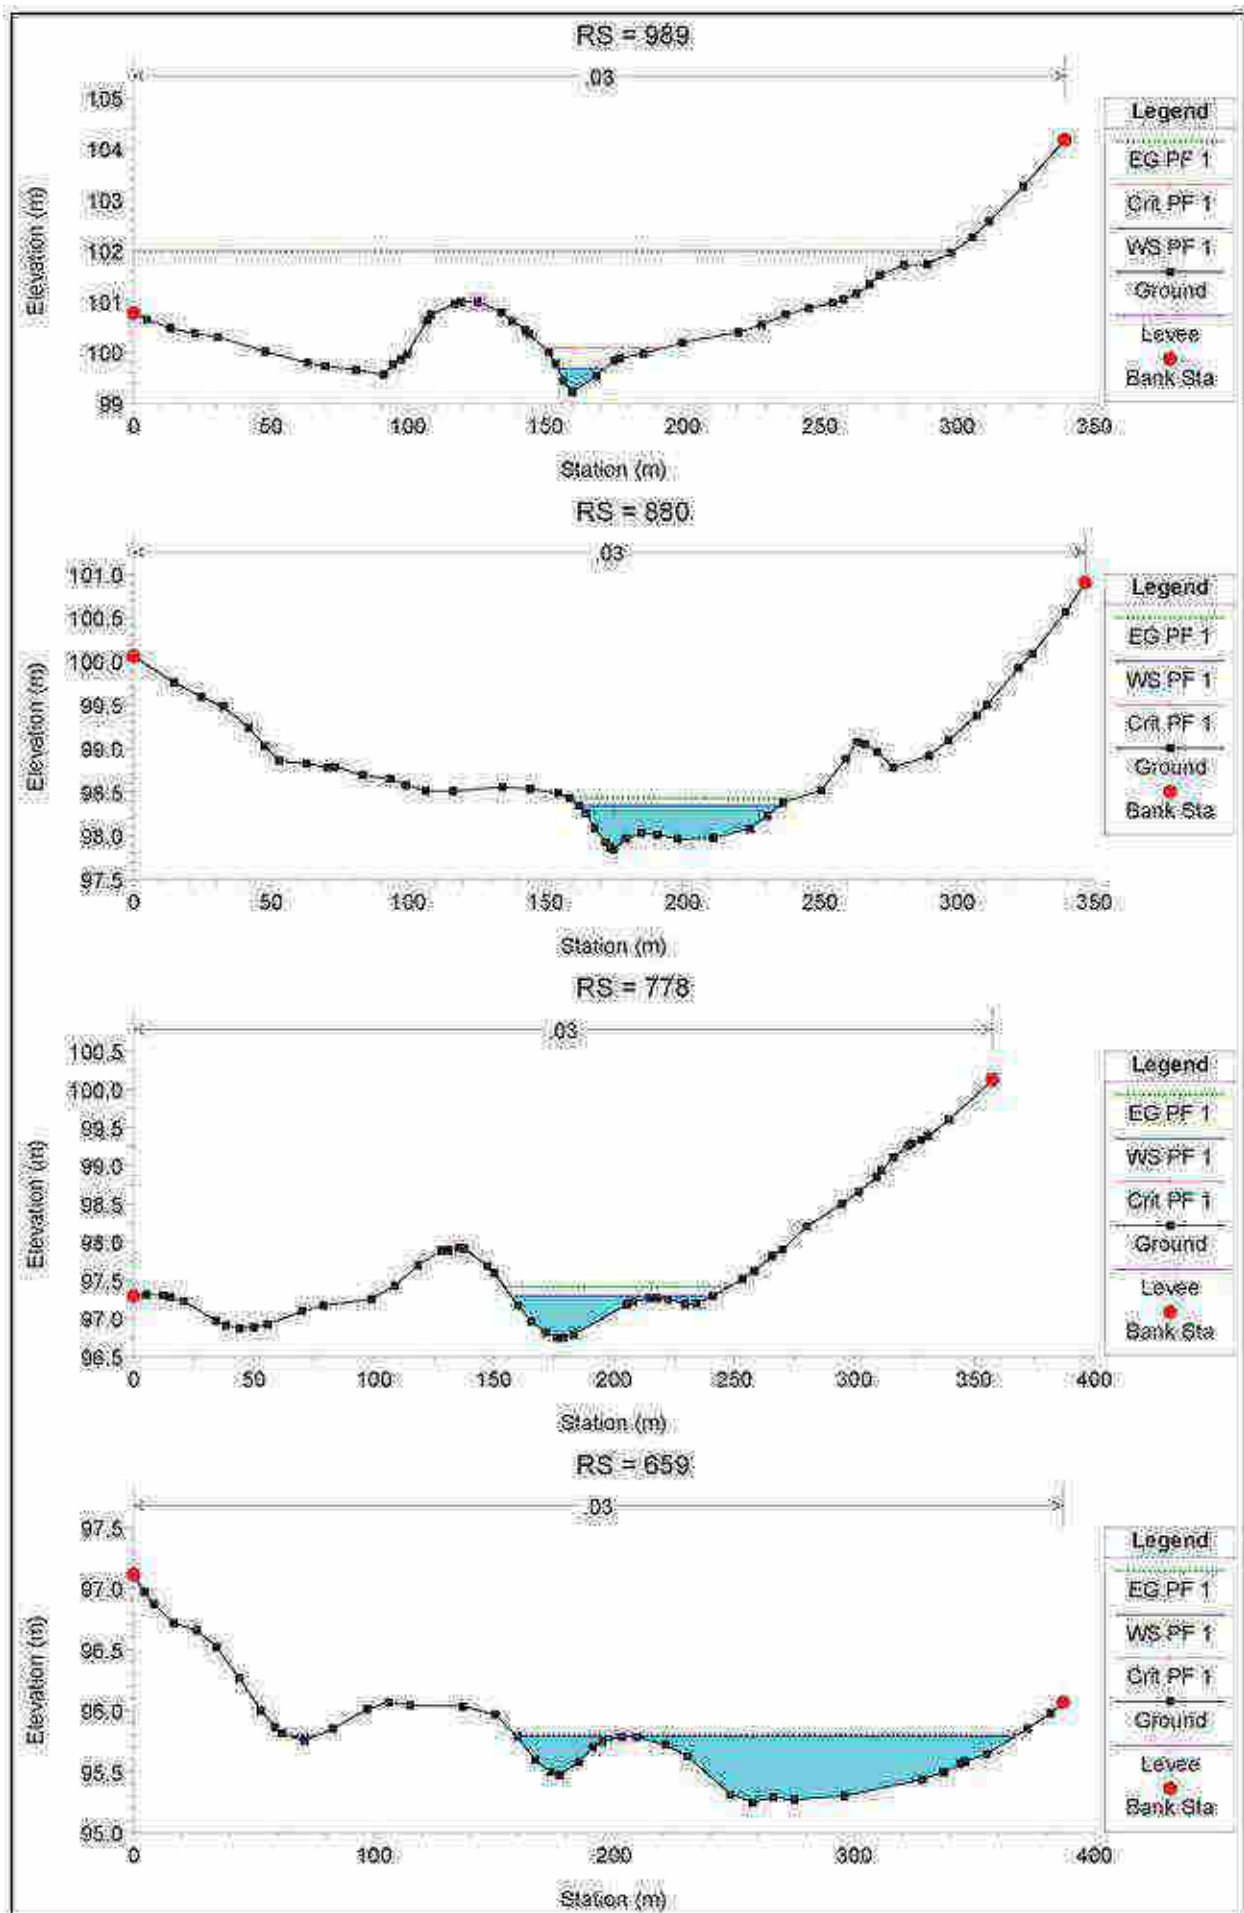 RS = 989
.03
Elevation (m)
105
104
103
102
101
100
99
0 50 100 150 200 250 300 350
Station (m)
Legend
EG PF 1
Crit PF 1
WS PF 1
Ground
Levee
Bank Sta
RS = 880
.03
Elevation (m)
101.0
100.5
100.0
99.5
99.0
98.5
98.0
97.5
0 50 100 150 200 250 300 350
Station (m)
Legend
EG PF 1
WS PF 1
Crit PF 1
Ground
Bank Sta
RS = 778
.03
Elevation (m)
100.5
100.0
99.5
99.0
98.5
98.0
97.5
97.0
96.5
0 50 100 150 200 250 300 350 400
Station (m)
Legend
EG PF 1
WS PF 1
Crit PF 1
Ground
Levee
Bank Sta
RS = 659
.03
Elevation (m)
97.5
97.0
96.5
96.0
95.5
95.0
0 100 200 300 400
Station (m)
Legend
EG PF 1
WS PF 1
Crit PF 1
Ground
Levee
Bank Sta